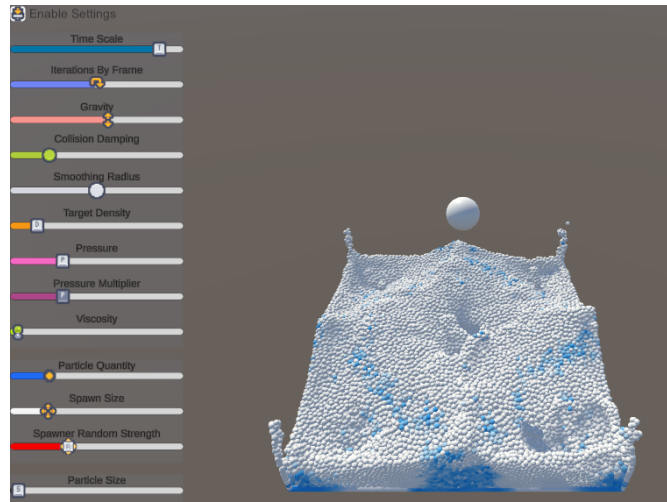 Enable Settings
Time Scale
T
Iterations By Frame
Gravity
Collision Damping
Smoothing Radius
Target Density
D
Pressure
P
Pressure Multiplier
P
Viscosity
Particle Quantity
Spawn Size
Spawner Random Strength
Particle Size
S